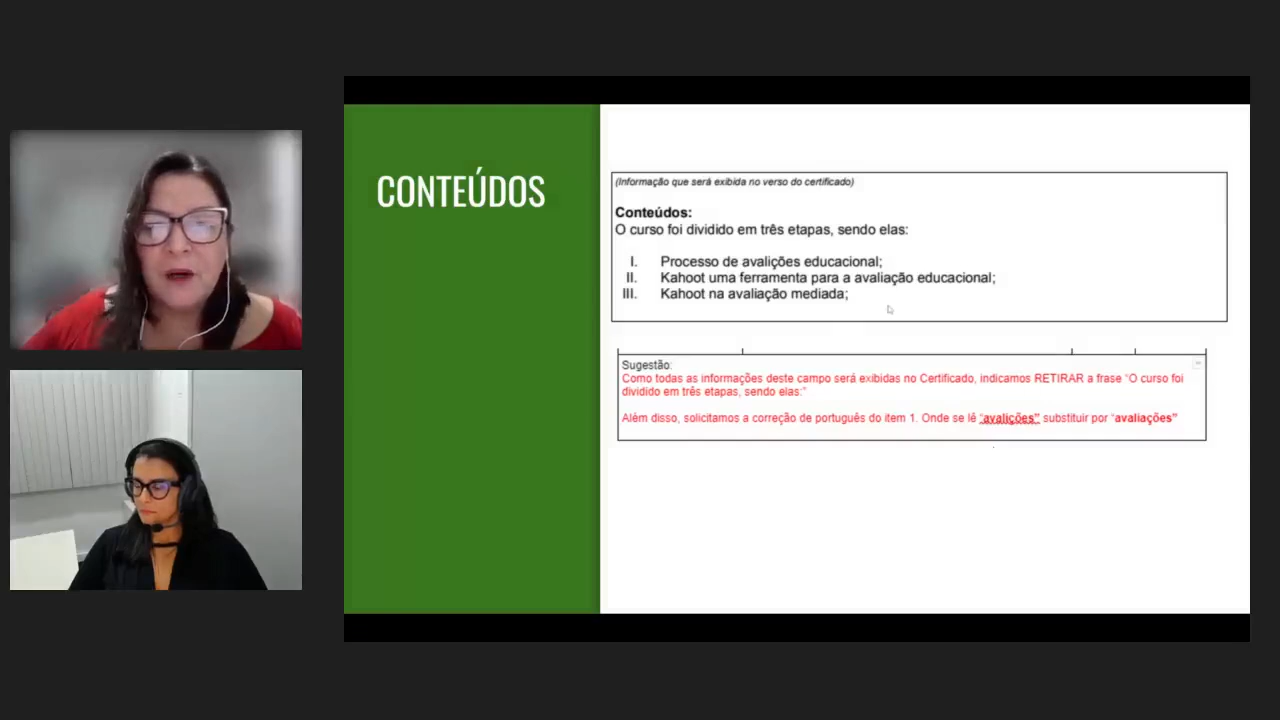 CONTEÚDOS
(Informação que será exibida no verso do certificado)
Conteúdos:
O curso foi dividido em três etapas, sendo elas:
I. Processo de avalições educacional;
II. Kahoot uma ferramenta para a avaliação educacional;
III. Kahoot na avaliação mediada;
Sugestão:
Como todas as informações deste campo será exibidas no Certificado, indicamos RETIRAR a frase “O curso foi
dividido em três etapas, sendo elas:”
Além disso, solicitamos a correção de português do item 1. Onde se lê “avalições” substituir por “avaliações”